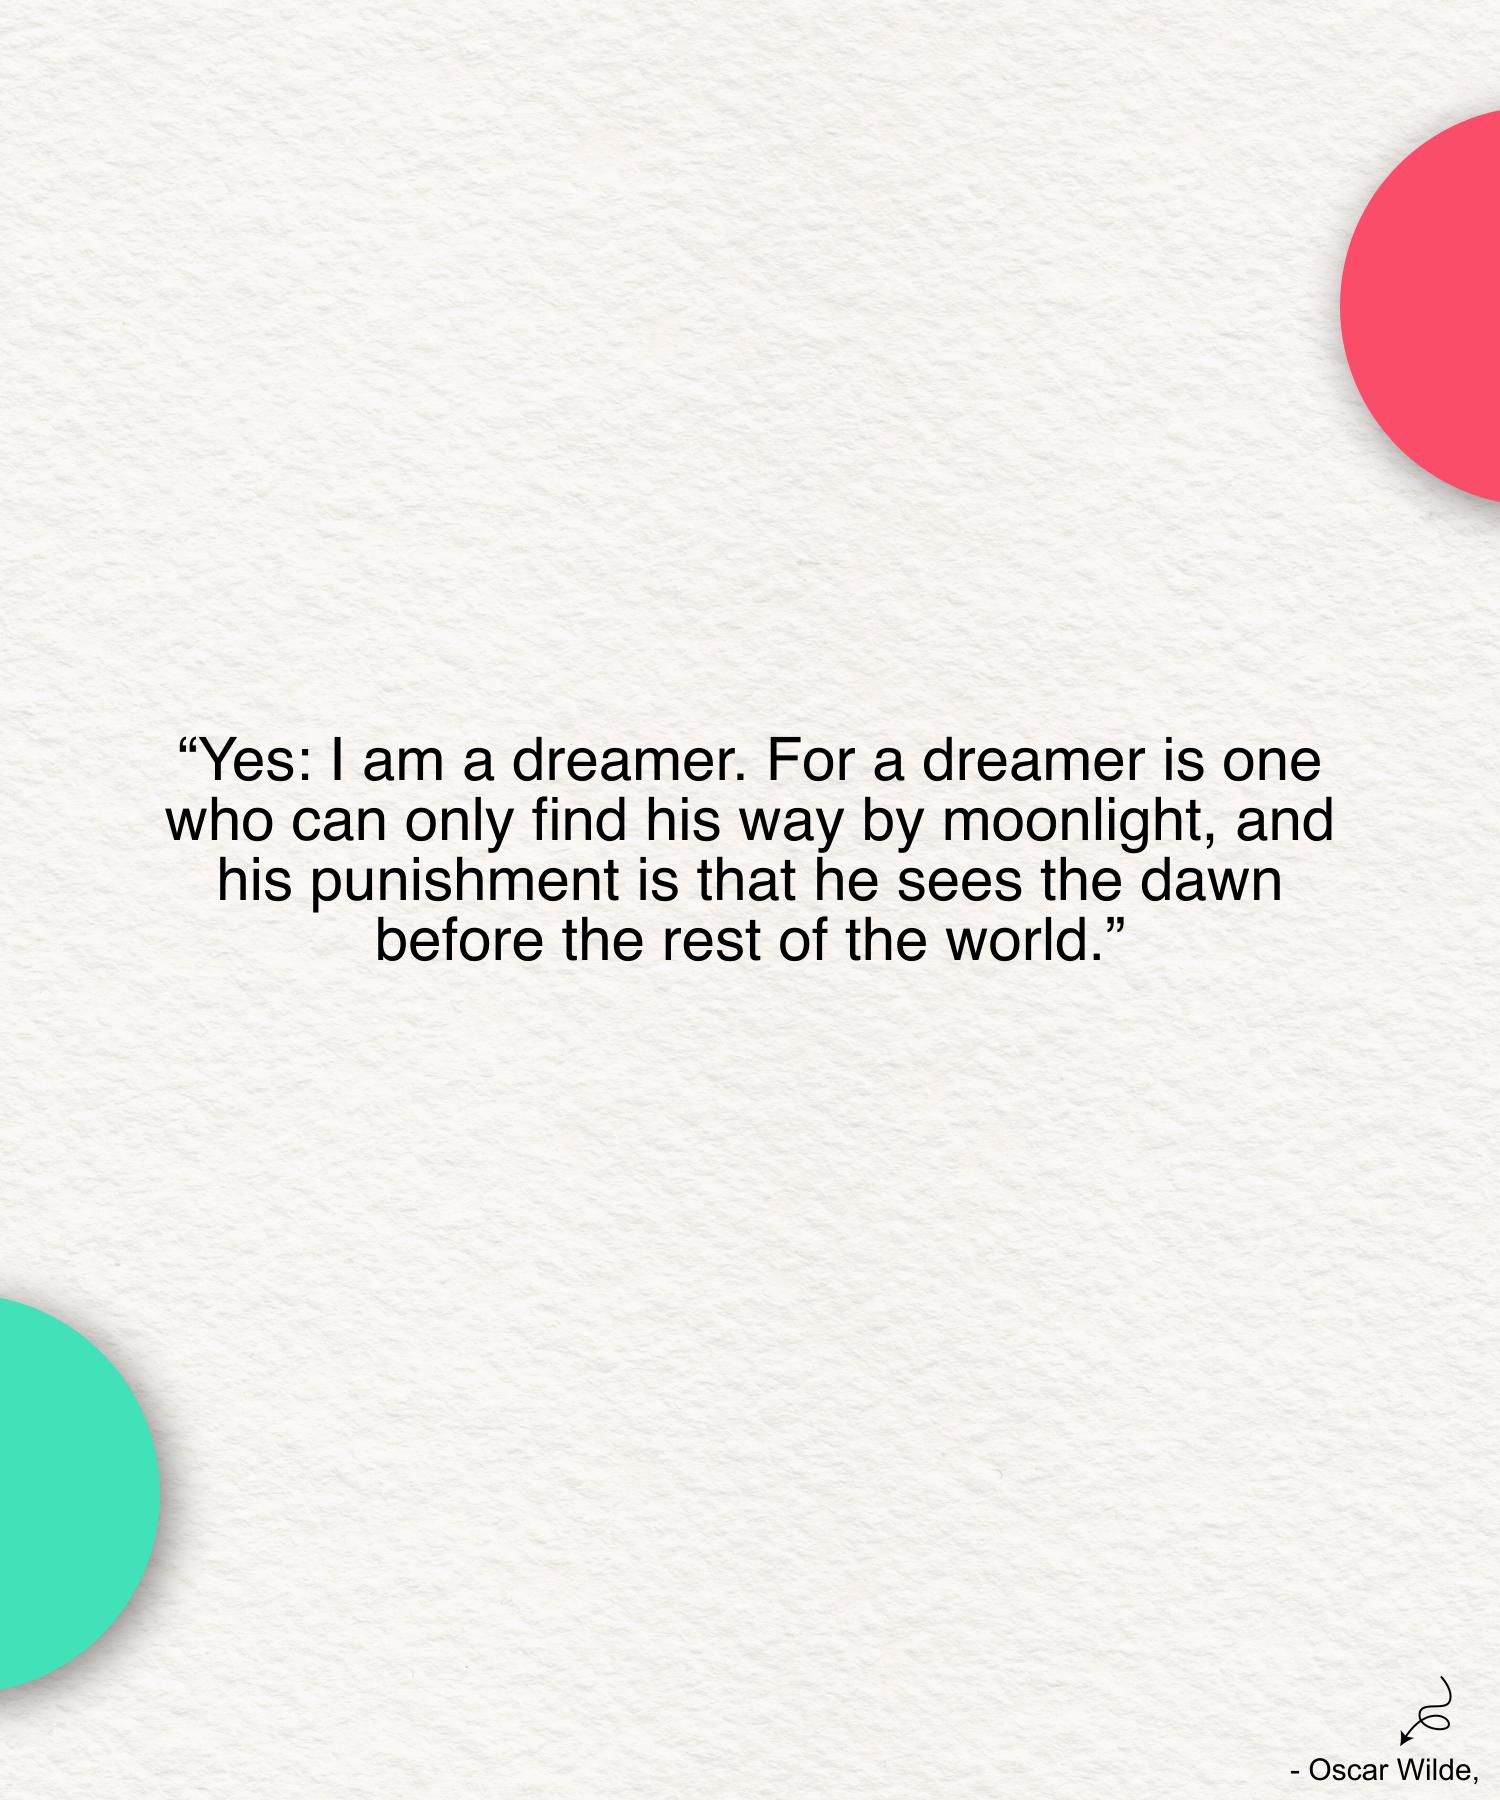 “Yes: I am a dreamer. For a dreamer is one
who can only find his way by moonlight, and
his punishment is that he sees the dawn
before the rest of the world.”
- Oscar Wilde,